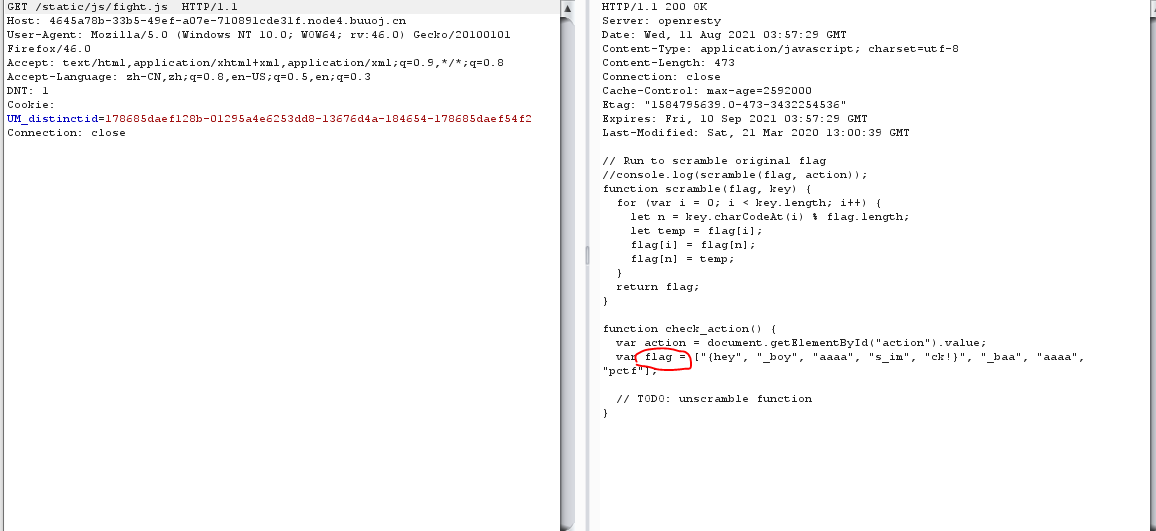 GET /static/js/fight.js  HTTP/1.1
Host: 4645a78b-33b5-49ef-a07e-710891cde31f.node4.buuoj.cn
User-Agent: Mozilla/5.0 (Windows NT 10.0; WOW64; rv:46.0) Gecko/20100101
Firefox/46.0
Accept: text/html,application/xhtml+xml,application/xml;q=0.9,*/*;q=0.8
Accept-Language: zh-CN,zh;q=0.8,en-US;q=0.5,en;q=0.3
DNT: 1
Cookie:
UM_distinctid=178685daef128b-01295a4e6253dd8-13676d4a-184654-178685daef54f2
Connection: close
HTTP/1.1 200 OK
Server: openresty
Date: Wed, 11 Aug 2021 03:57:29 GMT
Content-Type: application/javascript; charset=utf-8
Content-Length: 473
Connection: close
Cache-Control: max-age=2592000
Etag: "1584795639.0-473-3432254536"
Expires: Fri, 10 Sep 2021 03:57:29 GMT
Last-Modified: Sat, 21 Mar 2020 13:00:39 GMT
// Run to scramble original flag
//console.log(scramble(flag, action));
function scramble(flag, key) {
  for (var i = 0; i < key.length; i++) {
    let n = key.charCodeAt(i) % flag.length;
    let temp = flag[i];
    flag[i] = flag[n];
    flag[n] = temp;
  }
  return flag;
}
function check_action() {
  var action = document.getElementById("action").value;
  var flag = ["{hey", "_boy", "aaaa", "s_im", "ck!}", "_baa", "aaaa",
"pctf"];
  // TODO: unscramble function
}